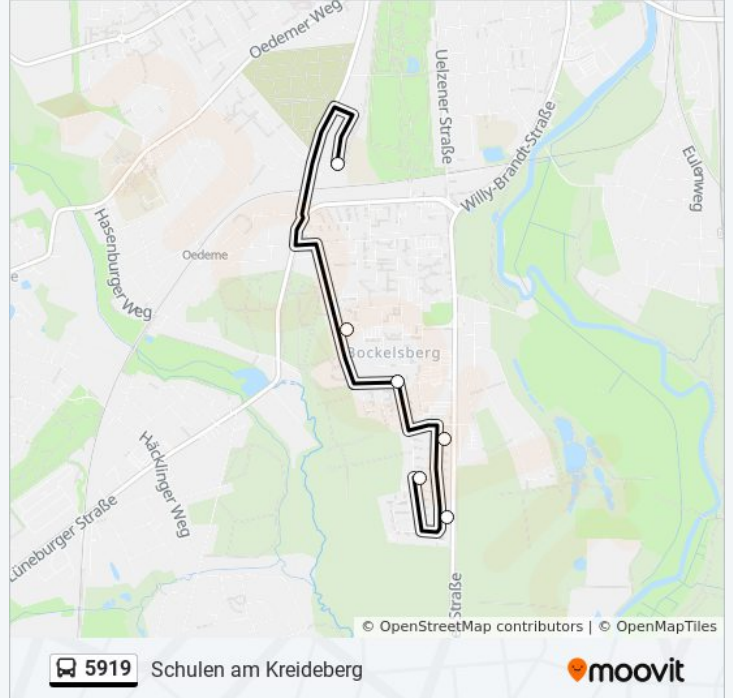 Oedemer Weg
Uelzener Straße
Willy-Brandt-Straße
Eulenweg
Hasenburger Weg
Oedeme
e
Bockelsberg
Häcklinger Weg
Lüneburger Straße
Straße
© OpenStreetMap contributors | © OpenMapTiles
5919 Schulen am Kreideberg
moovit